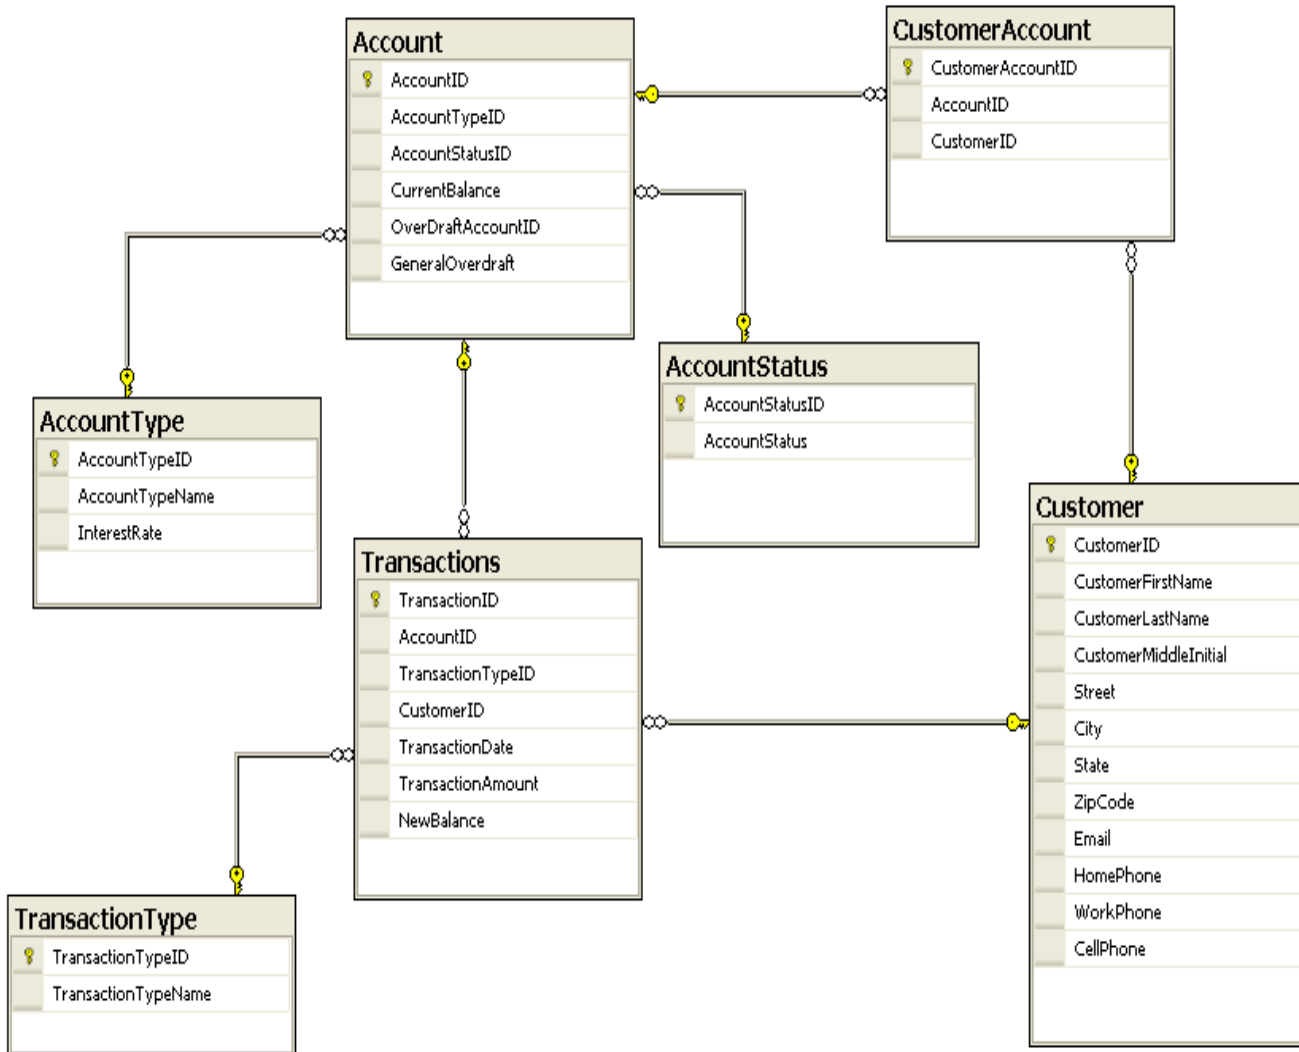 Account
AccountID
AccountTypeID
AccountStatusID
CurrentBalance
OverDraftAccountID
GeneralOverdraft
CustomerAccount
CustomerAccountID
AccountID
CustomerID
AccountType
AccountTypeID
AccountTypeName
InterestRate
AccountStatus
AccountStatusID
AccountStatus
Transactions
TransactionID
AccountID
TransactionTypeID
CustomerID
TransactionDate
TransactionAmount
NewBalance
Customer
CustomerID
CustomerFirstName
CustomerLastName
CustomerMiddleInitial
Street
City
State
ZipCode
Email
HomePhone
WorkPhone
CellPhone
TransactionType
TransactionTypeID
TransactionTypeName